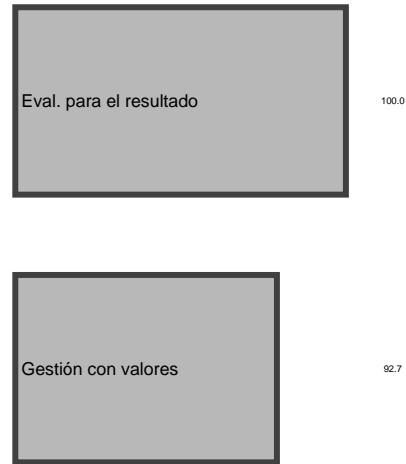 Eval. para el resultado 100.0
Gestión con valores 92.7